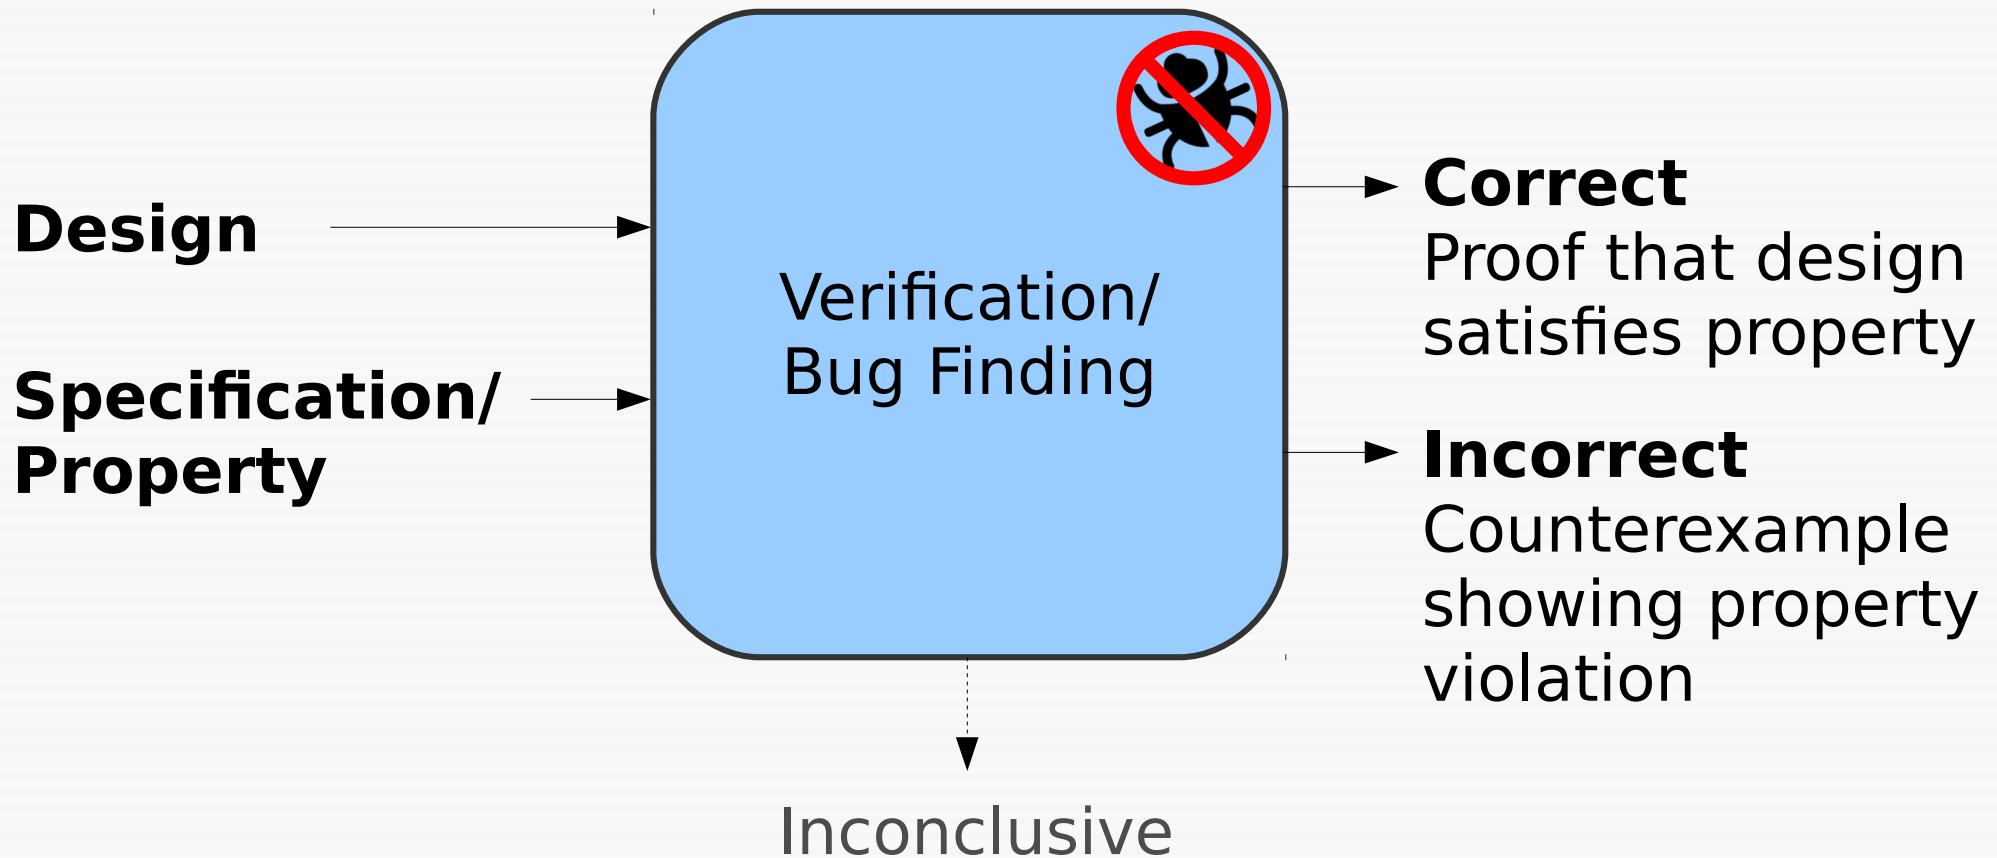 Design
Specification/
Property
Verification/
Bug Finding
Correct
Proof that design
satisfies property
Incorrect
Counterexample
showing property
violation
Inconclusive